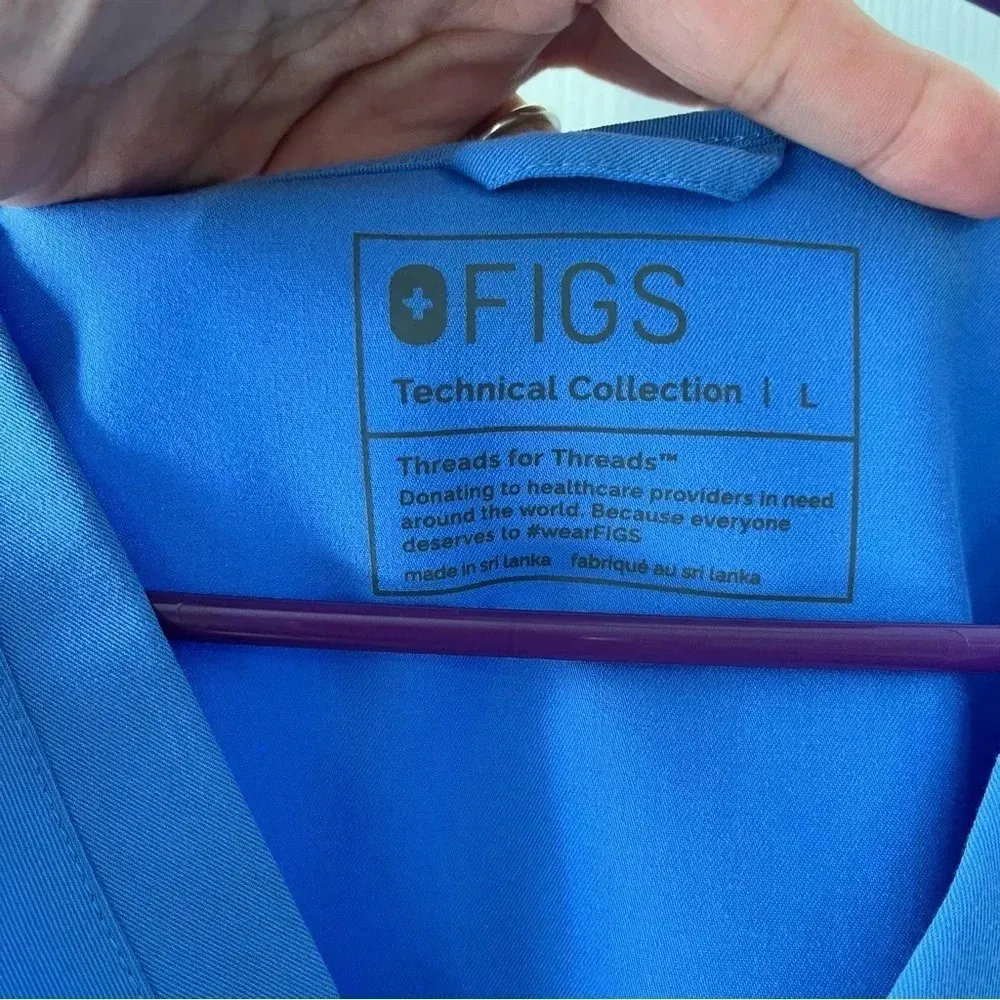 FIGS
Technical Collection | L
Threads for Threads™
Donating to healthcare providers in need
around the world. Because everyone
deserves to #wearFIGS
made in sri lanka fabriqué au sri lanka